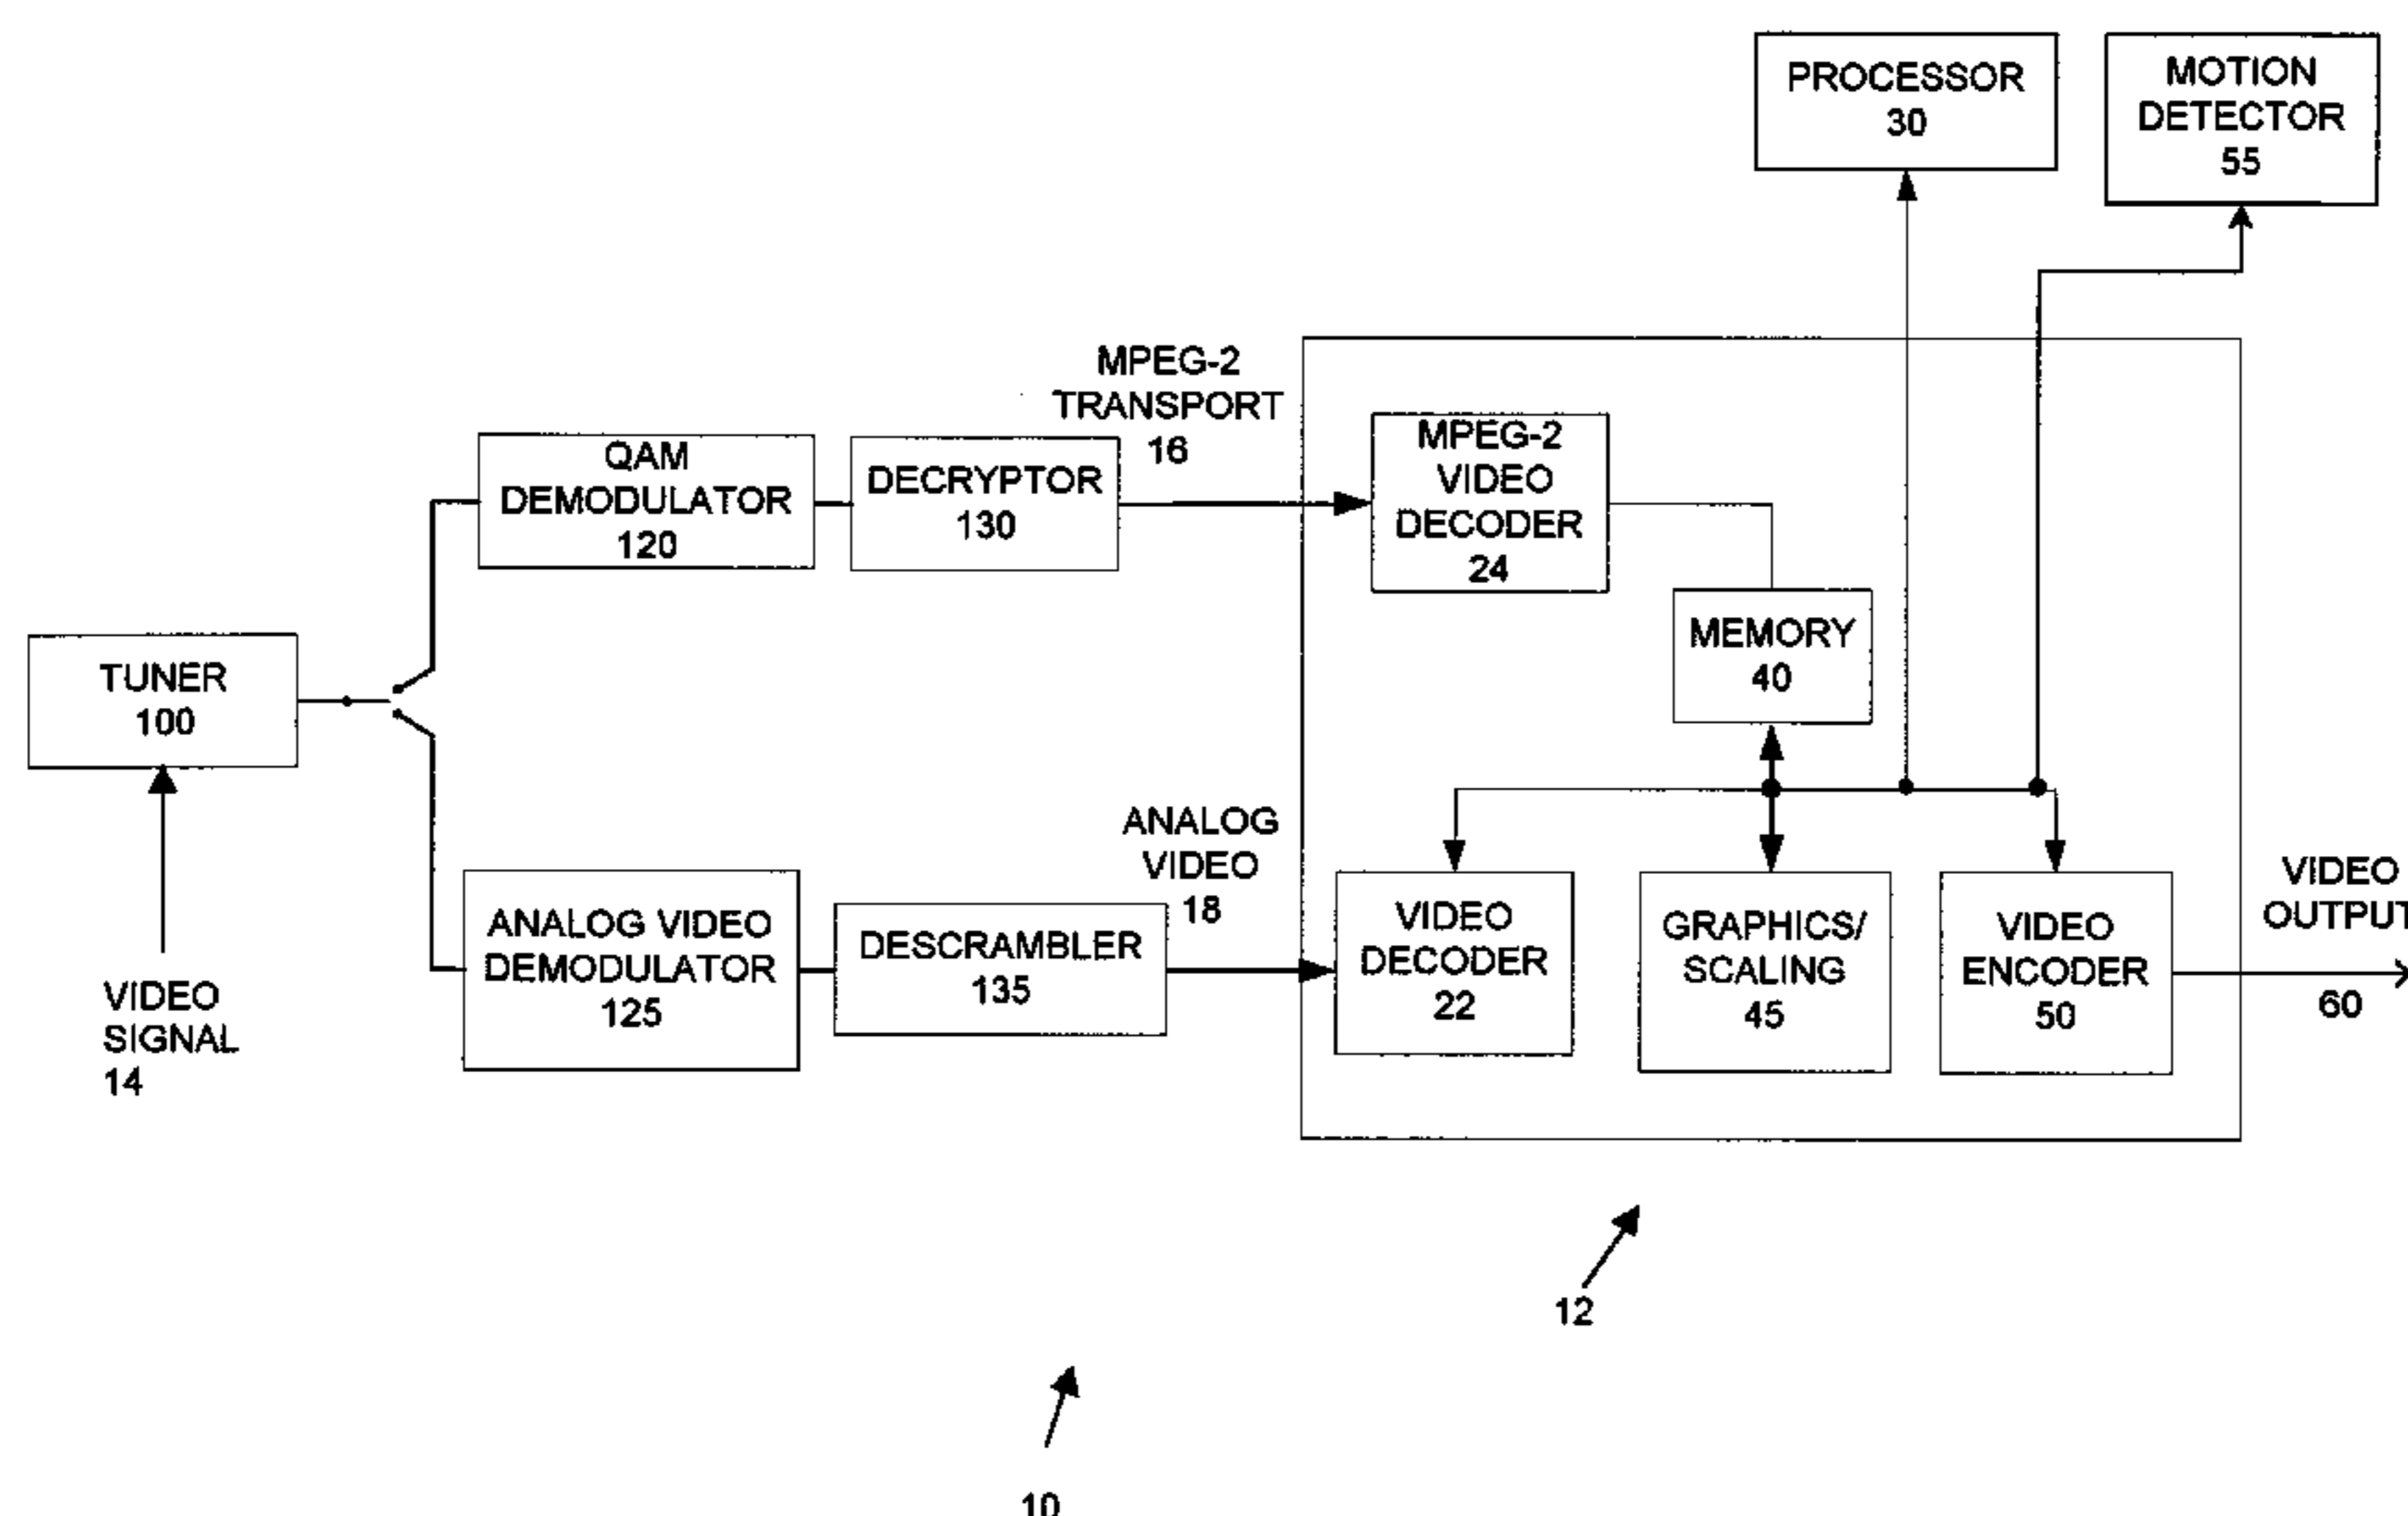 PROCESSOR
30
MOTION
DETECTOR
55
MPEG-2
TRANSPORT
16
QAM
DEMODULATOR
120
DECRYPTOR
130
MPEG-2
VIDEO
DECODER
24
MEMORY
40
TUNER
100
VIDEO
SIGNAL
14
ANALOG VIDEO
DEMODULATOR
125
DESCRAMBLER
135
ANALOG
VIDEO
18
VIDEO
DECODER
22
GRAPHICS/
SCALING
45
VIDEO
ENCODER
50
VIDEO
OUTPUT
60
12
10